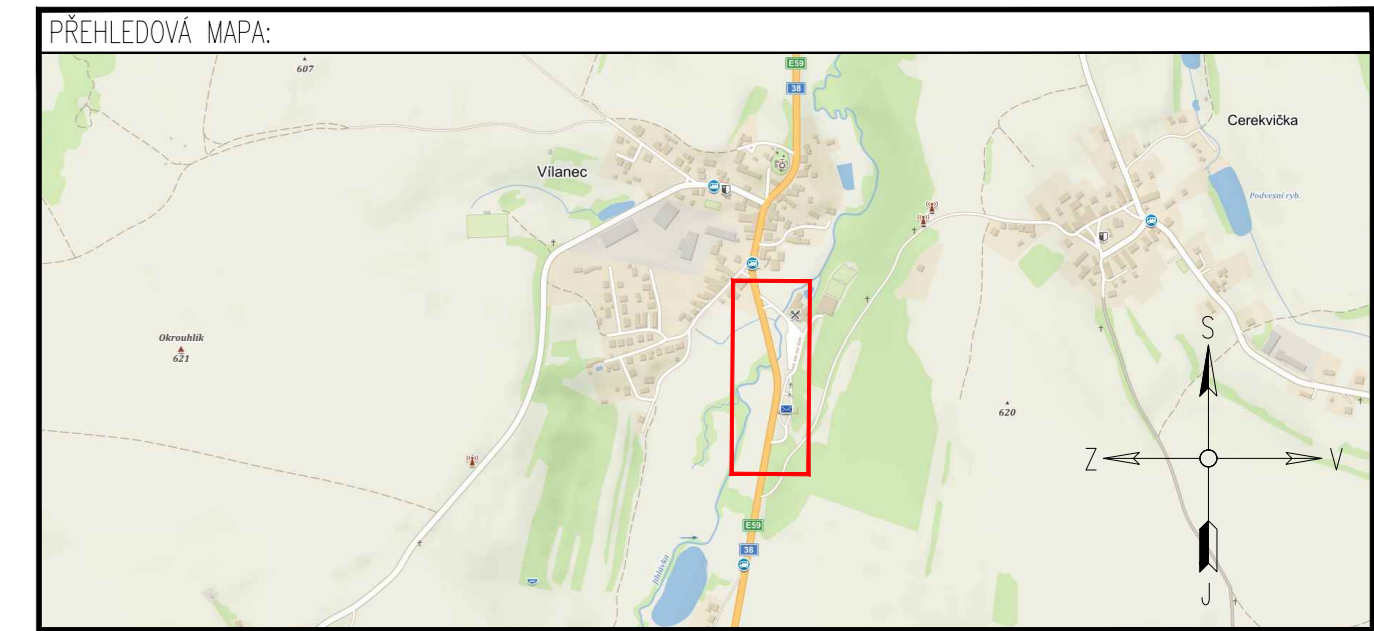 PŘEHLEDOVÁ MAPA:
607
E59
38
Cerekvička
Vílanec
Podvesní ryb.
Okrouhlík
621
S
620
Z
V
E59
38
Jihlávka
J